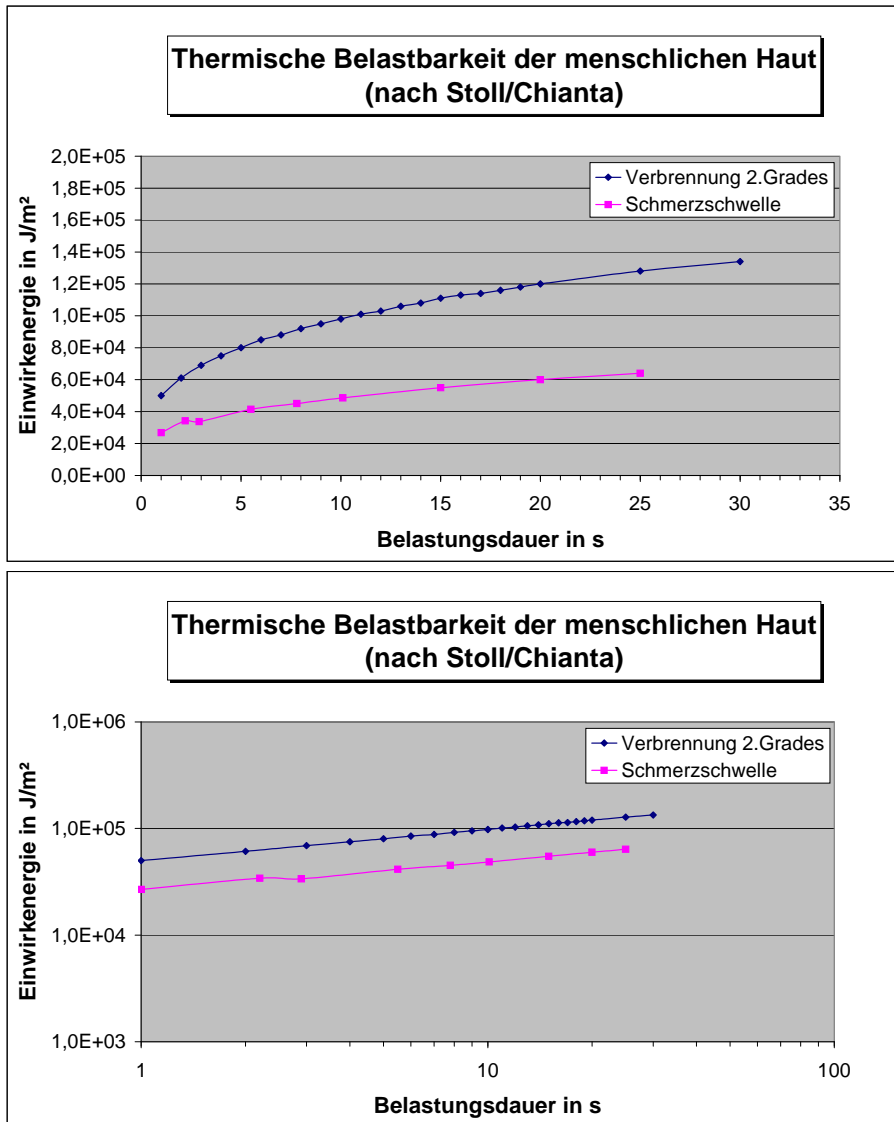 Thermische Belastbarkeit der menschlichen Haut
(nach Stoll/Chianta)
Einwirkenergie in J/m²
2,0E+05
1,8E+05
1,6E+05
1,4E+05
1,2E+05
1,0E+05
8,0E+04
6,0E+04
4,0E+04
2,0E+04
0,0E+00
Verbrennung 2.Grades
Schmerzschwelle
0 5 10 15 20 25 30 35
Belastungsdauer in s
Thermische Belastbarkeit der menschlichen Haut
(nach Stoll/Chianta)
Einwirkenergie in J/m²
1,0E+06
1,0E+05
1,0E+04
1,0E+03
Verbrennung 2.Grades
Schmerzschwelle
1 10 100
Belastungsdauer in s